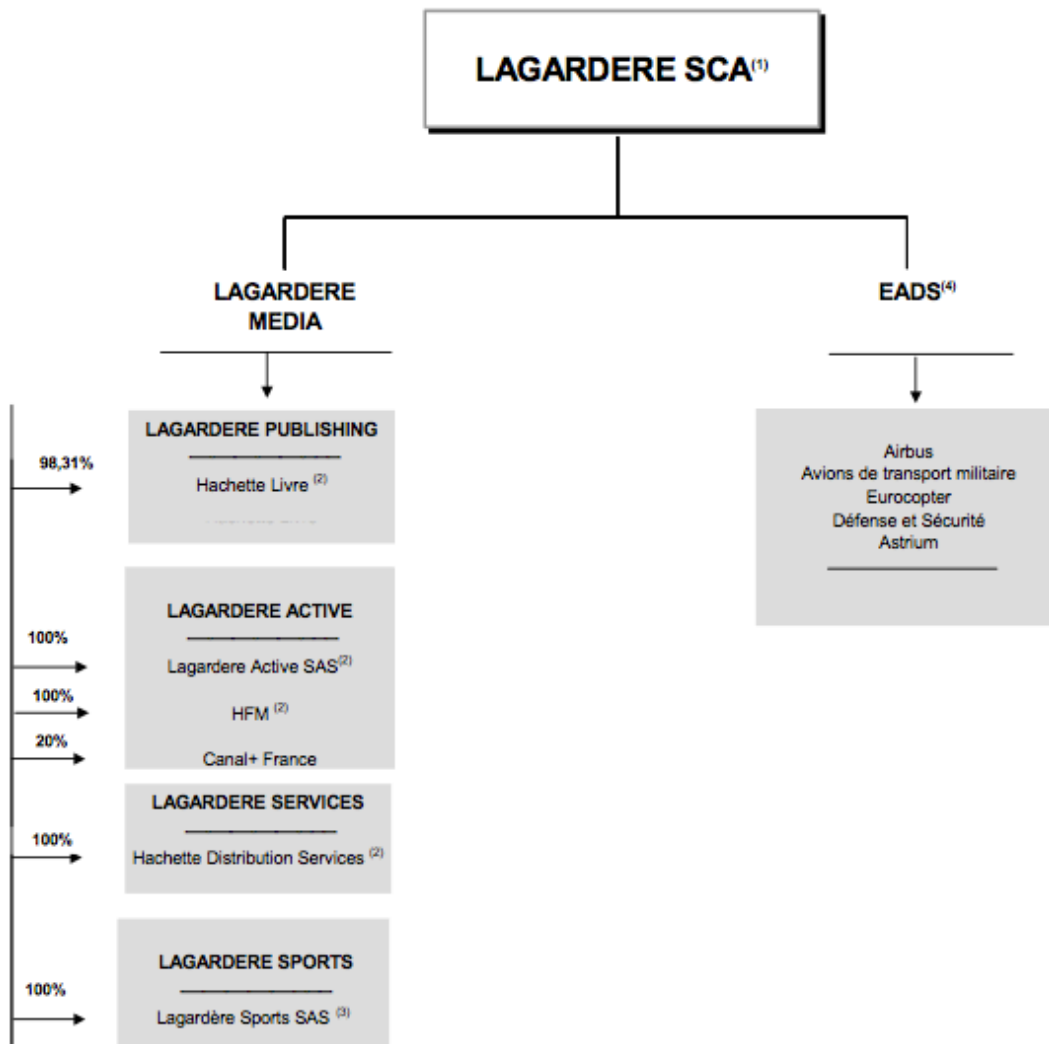 LAGARDERE SCA(1)
LAGARDERE
MEDIA
EADS(4)
LAGARDERE PUBLISHING
98,31%
Hachette Livre (2)
Airbus
Avions de transport militaire
Eurocopter
Défense et Sécurité
Astrium
LAGARDERE ACTIVE
100%
Lagardere Active SAS(2)
100%
HFM (2)
20%
Canal+ France
LAGARDERE SERVICES
100%
Hachette Distribution Services (2)
LAGARDERE SPORTS
100%
Lagardère Sports SAS (3)